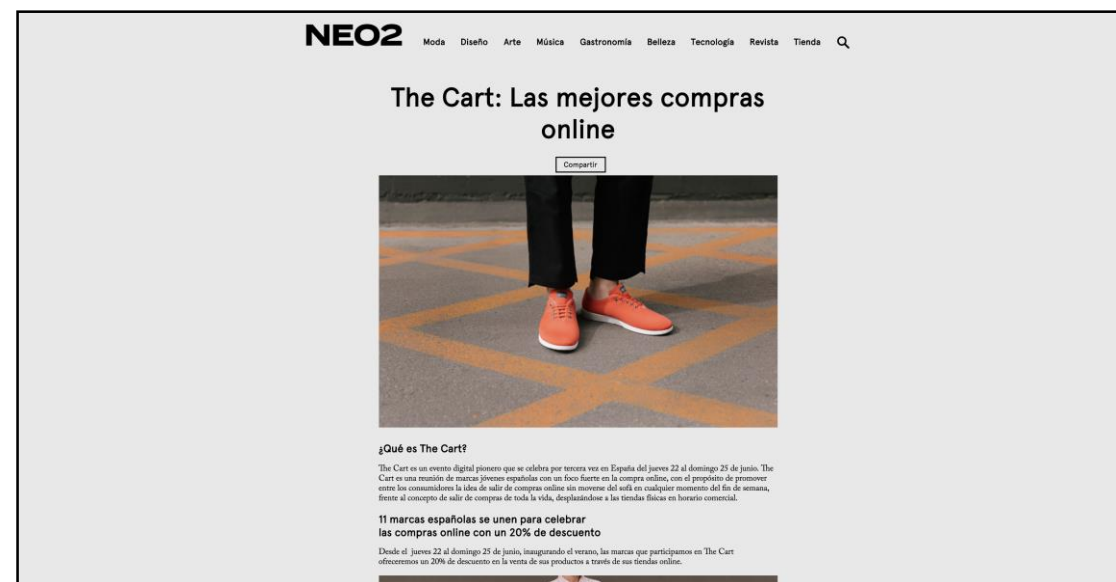 NEO2
Moda Diseño Arte Música Gastronomía Belleza Tecnología Revista Tienda
The Cart: Las mejores compras
online
Compartir
¿Qué es The Cart?
The Cart es un evento digital pionero que se celebra por tercera vez en España del jueves 22 al domingo 25 de junio. The
Cart es una reunión de marcas jóvenes españolas con un foco fuerte en la compra online, con el propósito de promover
entre los consumidores la idea de salir de compras online sin moverse del sofá en cualquier momento del fin de semana,
frente al concepto de salir de compras de toda la vida, desplazándose a las tiendas físicas en horario comercial.
11 marcas españolas se unen para celebrar
las compras online con un 20% de descuento
Desde el jueves 22 al domingo 25 de junio, inaugurando el verano, las marcas que participamos en The Cart
ofreceremos un 20% de descuento en la venta de sus productos a través de sus tiendas online.